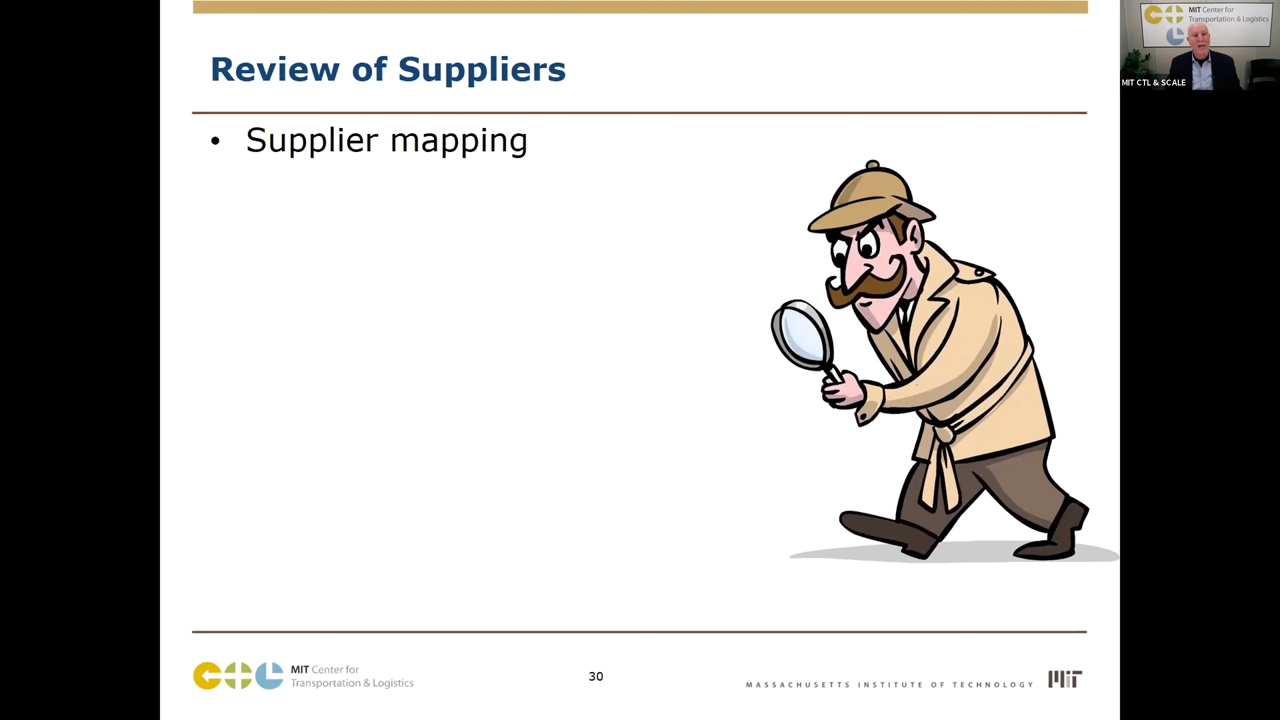 Review of Suppliers
• Supplier mapping
MIT Center for
Transportation & Logistics
MIT CTL & SCALE
MIT Center for
Transportation & Logistics
30
MASSACHUSETTS INSTITUTE OF TECHNOLOGY
MIT